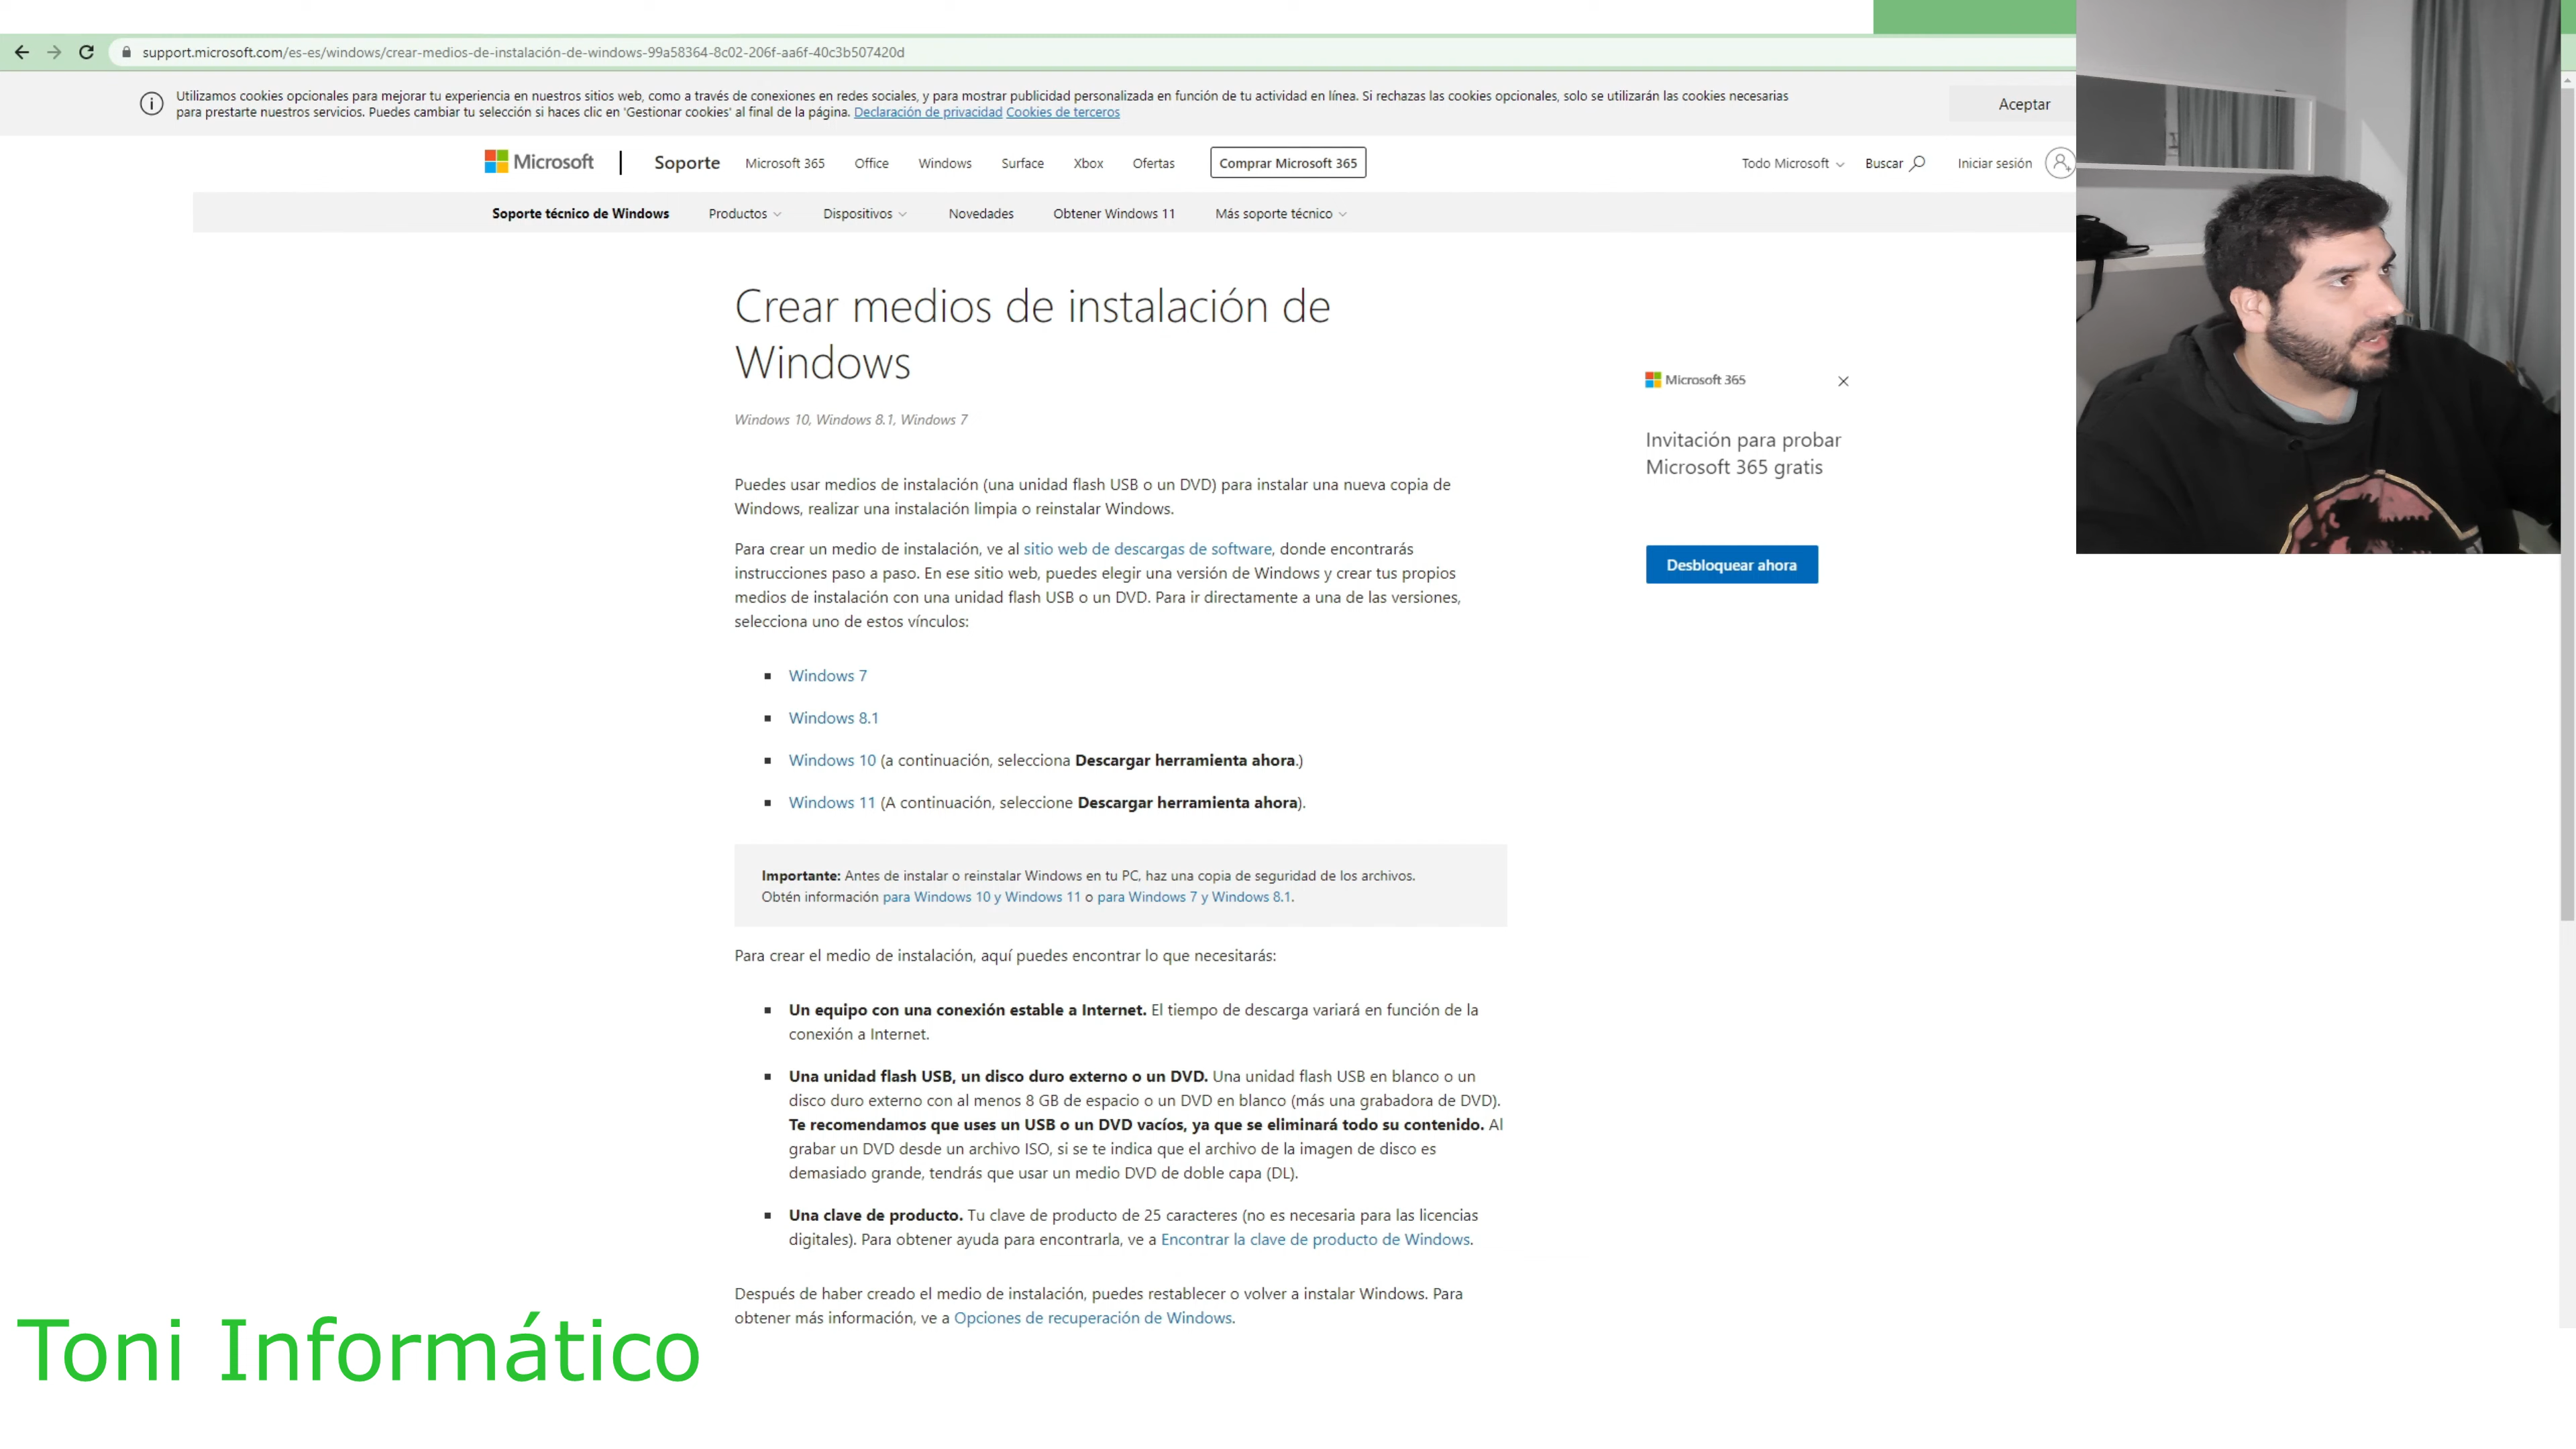 support.microsoft.com/es-es/windows/crear-medios-de-instalación-de-windows-99a58364-8c02-206f-aa6f-40c3b507420d
Utilizamos cookies opcionales para mejorar tu experiencia en nuestros sitios web, como a través de conexiones en redes sociales, y para mostrar publicidad personalizada en función de tu actividad en línea. Si rechazas las cookies opcionales, solo se utilizarán las cookies necesarias
para prestarte nuestros servicios. Puedes cambiar tu selección si haces clic en 'Gestionar cookies' al final de la página. Declaración de privacidad Cookies de terceros
Aceptar
Microsoft Soporte Microsoft 365 Office Windows Surface Xbox Ofertas Comprar Microsoft 365 Todo Microsoft Buscar Iniciar sesión
Soporte técnico de Windows Productos Dispositivos Novedades Obtener Windows 11 Más soporte técnico
Crear medios de instalación de
Windows
Windows 10, Windows 8.1, Windows 7
Microsoft 365
Invitación para probar
Microsoft 365 gratis
Desbloquear ahora
Puedes usar medios de instalación (una unidad flash USB o un DVD) para instalar una nueva copia de
Windows, realizar una instalación limpia o reinstalar Windows.
Para crear un medio de instalación, ve al sitio web de descargas de software, donde encontrarás
instrucciones paso a paso. En ese sitio web, puedes elegir una versión de Windows y crear tus propios
medios de instalación con una unidad flash USB o un DVD. Para ir directamente a una de las versiones,
selecciona uno de estos vínculos:
Windows 7
Windows 8.1
Windows 10 (a continuación, selecciona Descargar herramienta ahora.)
Windows 11 (A continuación, seleccione Descargar herramienta ahora).
Importante: Antes de instalar o reinstalar Windows en tu PC, haz una copia de seguridad de los archivos.
Obtén información para Windows 10 y Windows 11 o para Windows 7 y Windows 8.1.
Para crear el medio de instalación, aquí puedes encontrar lo que necesitarás:
Un equipo con una conexión estable a Internet. El tiempo de descarga variará en función de la
conexión a Internet.
Una unidad flash USB, un disco duro externo o un DVD. Una unidad flash USB en blanco o un
disco duro externo con al menos 8 GB de espacio o un DVD en blanco (más una grabadora de DVD).
Te recomendamos que uses un USB o un DVD vacíos, ya que se eliminará todo su contenido. Al
grabar un DVD desde un archivo ISO, si se te indica que el archivo de la imagen de disco es
demasiado grande, tendrás que usar un medio DVD de doble capa (DL).
Una clave de producto. Tu clave de producto de 25 caracteres (no es necesaria para las licencias
digitales). Para obtener ayuda para encontrarla, ve a Encontrar la clave de producto de Windows.
Después de haber creado el medio de instalación, puedes restablecer o volver a instalar Windows. Para
obtener más información, ve a Opciones de recuperación de Windows.
Toni Informático